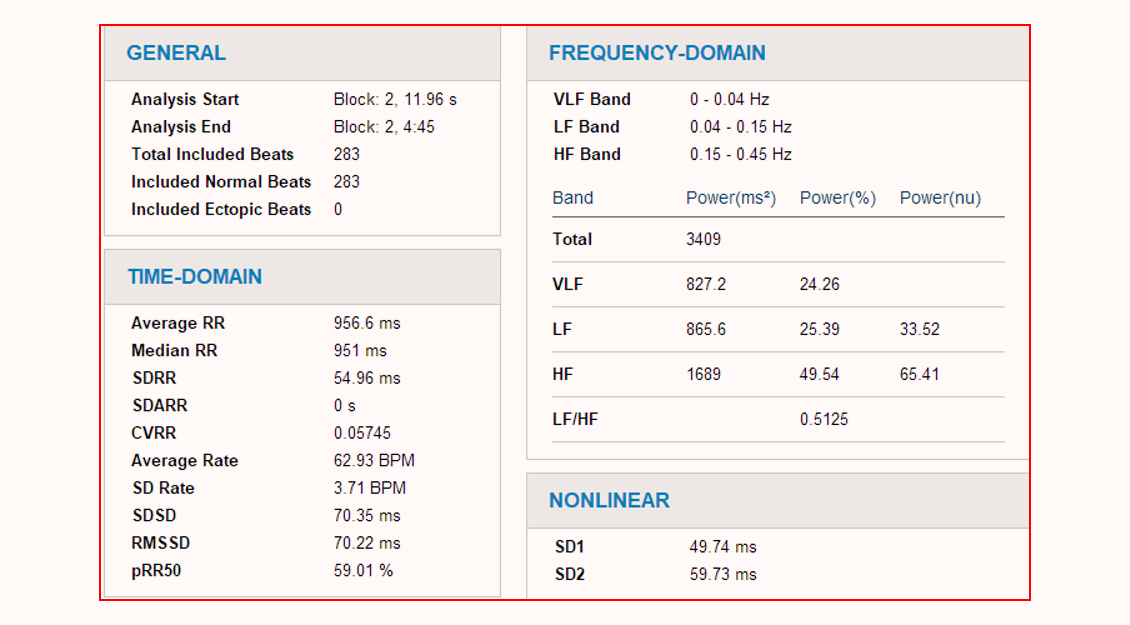 GENERAL
Analysis Start Block: 2, 11.96 s
Analysis End Block: 2, 4:45
Total Included Beats 283
Included Normal Beats 283
Included Ectopic Beats 0
TIME-DOMAIN
Average RR 956.6 ms
Median RR 951 ms
SDRR 54.96 ms
SDARR 0 s
CVRR 0.05745
Average Rate 62.93 BPM
SD Rate 3.71 BPM
SDSD 70.35 ms
RMSSD 70.22 ms
pRR50 59.01 %
FREQUENCY-DOMAIN
VLF Band 0 - 0.04 Hz
LF Band 0.04 - 0.15 Hz
HF Band 0.15 - 0.45 Hz
Band Power(ms²) Power(%) Power(nu)
Total 3409
VLF 827.2 24.26
LF 865.6 25.39 33.52
HF 1689 49.54 65.41
LF/HF 0.5125
NONLINEAR
SD1 49.74 ms
SD2 59.73 ms